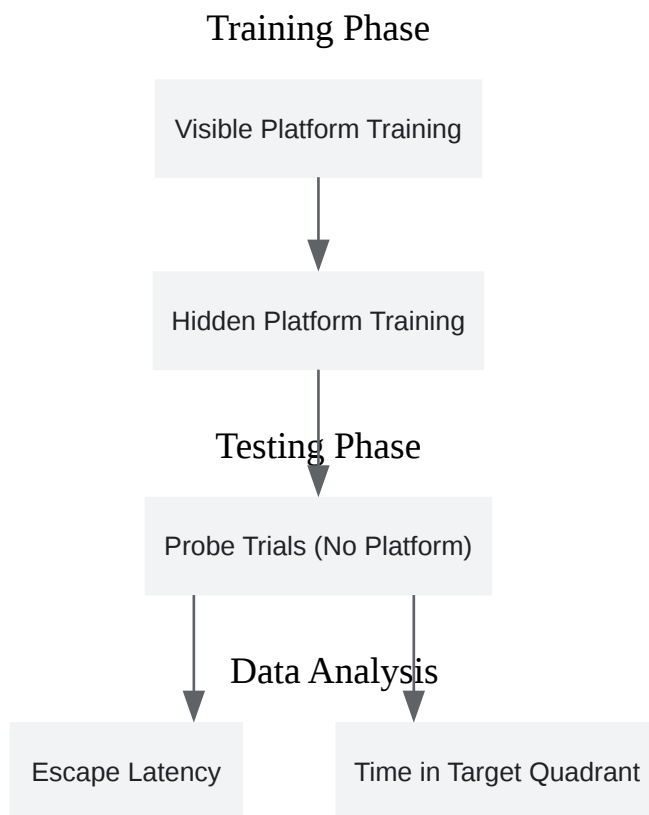 Training Phase
Visible Platform Training
Hidden Platform Training
Testing Phase
Probe Trials (No Platform)
Data Analysis
Escape Latency
Time in Target Quadrant